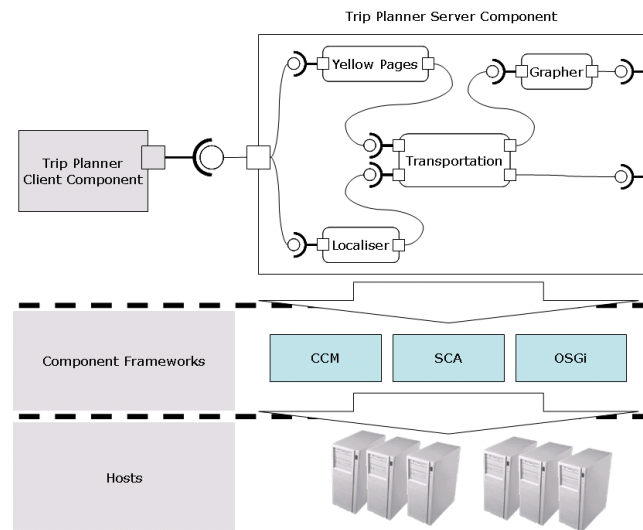 Trip Planner Server Component
Yellow Pages
Grapher
Trip Planner
Client Component
Transportation
Localiser
Component Frameworks
CCM
SCA
OSGi
Hosts